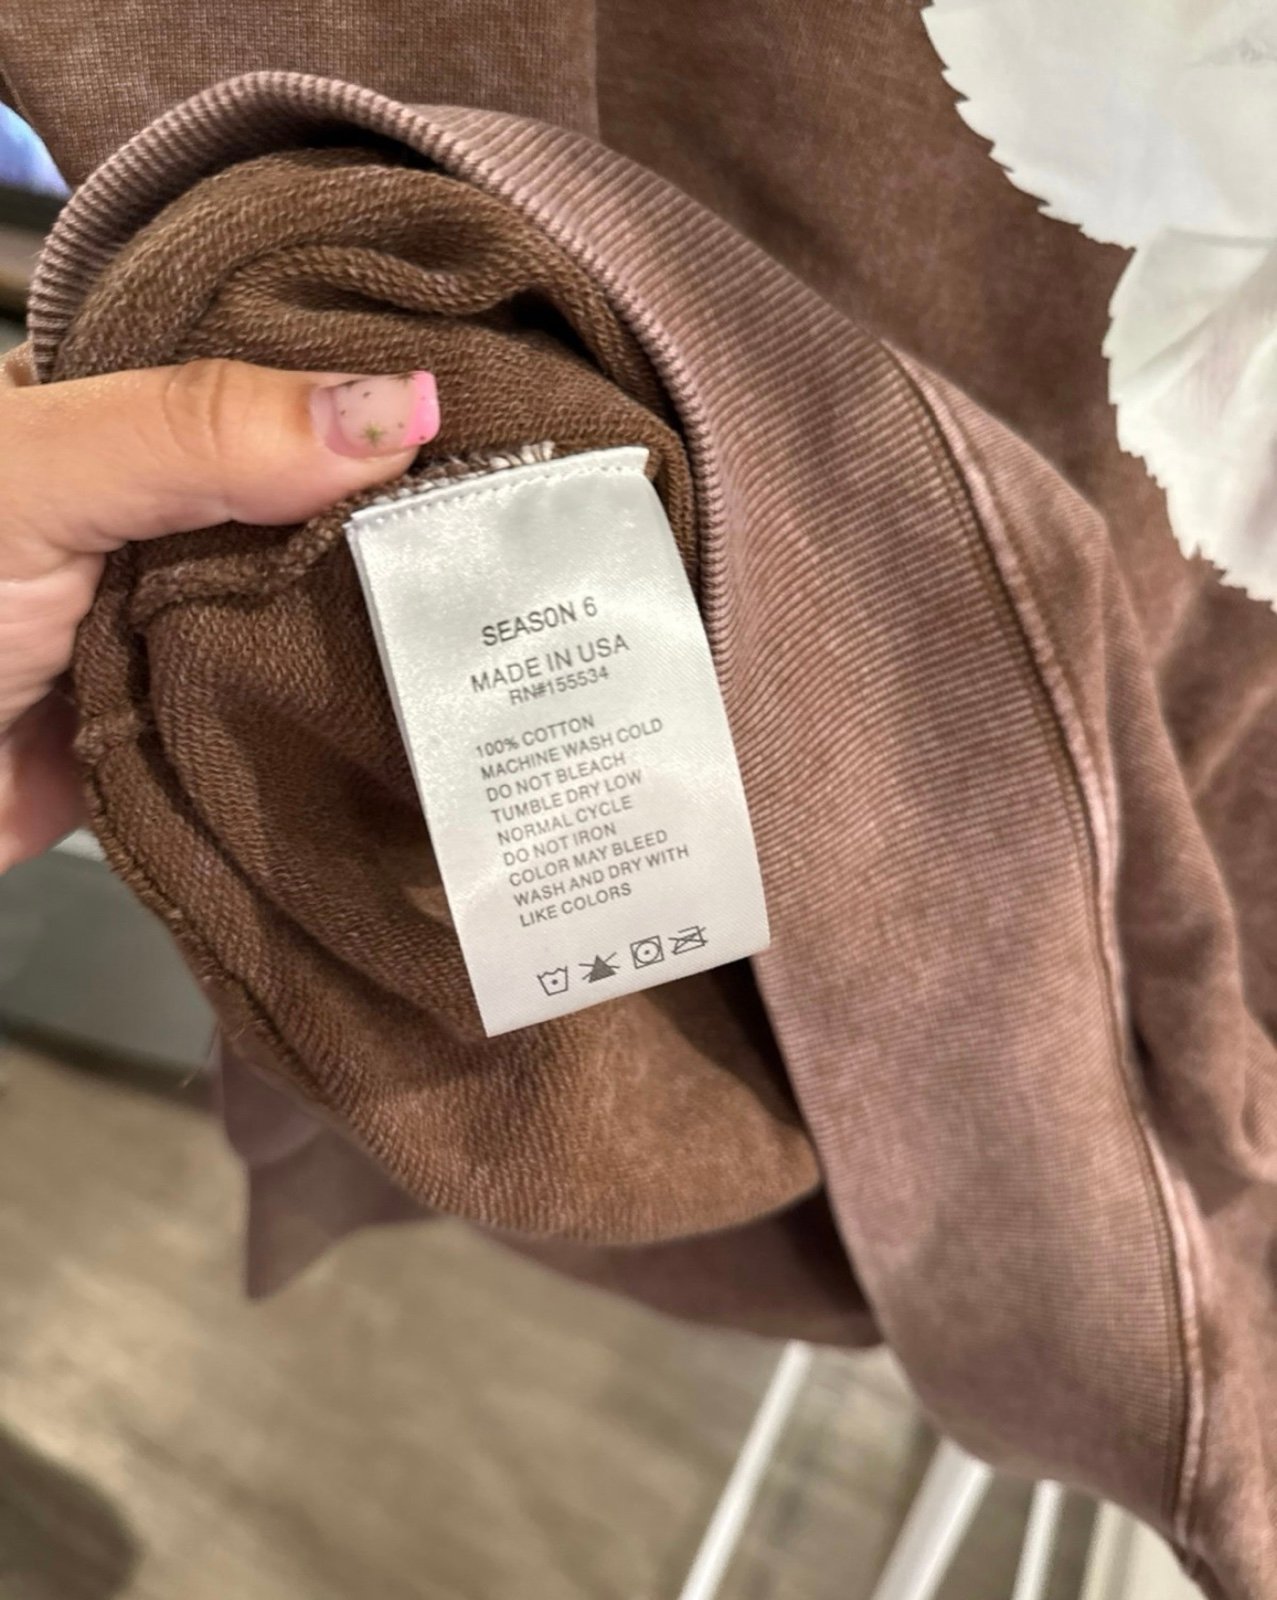 SEASON 6
MADE IN USA
RN#155534
100% COTTON
MACHINE WASH COLD
DO NOT BLEACH
TUMBLE DRY LOW
NORMAL CYCLE
DO NOT IRON
COLOR MAY BLEED
WASH AND DRY WITH
LIKE COLORS